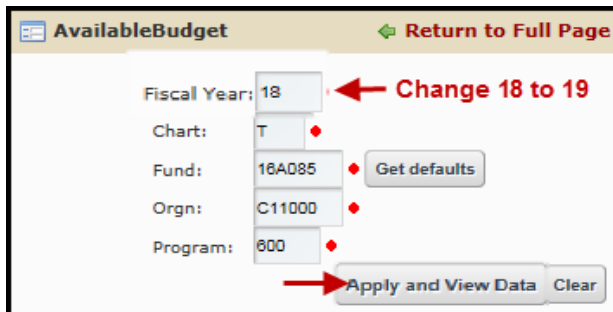 AvailableBudget Return to Full Page
Fiscal Year: 18 Change 18 to 19
Chart: T
Fund: 16A085 Get defaults
Orgn: C11000
Program: 600
Apply and View Data Clear